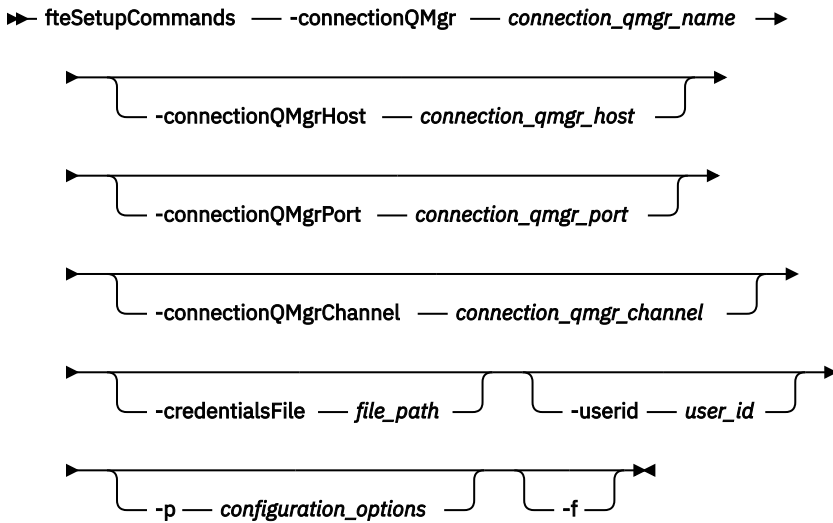 fteSetupCommands -connectionQMgr connection_qmgr_name
-connectionQMgrHost connection_qmgr_host
-connectionQMgrPort connection_qmgr_port
-connectionQMgrChannel connection_qmgr_channel
-credentialsFile file_path -userid user_id
-p configuration_options -f